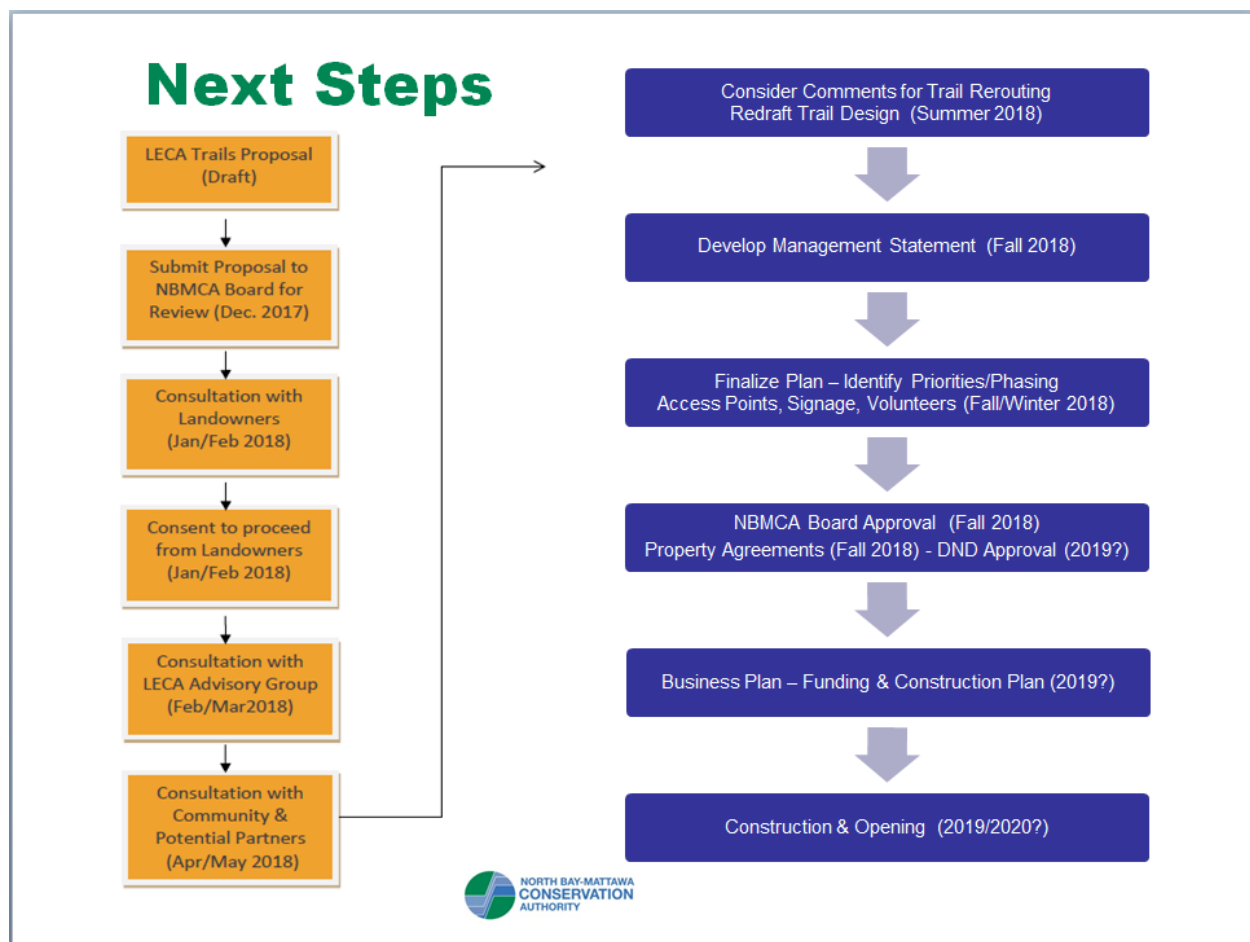 Next Steps
LECA Trails Proposal
(Draft)
Submit Proposal to
NBMCA Board for
Review (Dec. 2017)
Consultation with
Landowners
(Jan/Feb 2018)
Consent to proceed
from Landowners
(Jan/Feb 2018)
Consultation with
LECA Advisory Group
(Feb/Mar2018)
Consultation with
Community &
Potential Partners
(Apr/May 2018)
Consider Comments for Trail Rerouting
Redraft Trail Design (Summer 2018)
Develop Management Statement (Fall 2018)
Finalize Plan – Identify Priorities/Phasing
Access Points, Signage, Volunteers (Fall/Winter 2018)
NBMCA Board Approval (Fall 2018)
Property Agreements (Fall 2018) - DND Approval (2019?)
Business Plan – Funding & Construction Plan (2019?)
Construction & Opening (2019/2020?)
NORTH BAY-MATTAWA
CONSERVATION
AUTHORITY